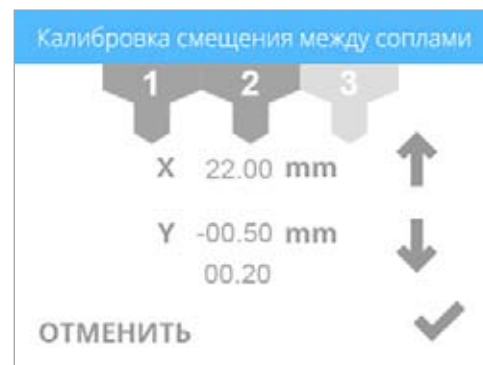 Калибровка смещения между соплами
1 2 3
X 22.00 mm
Y -00.50 mm
00.20
ОТМЕНИТЬ